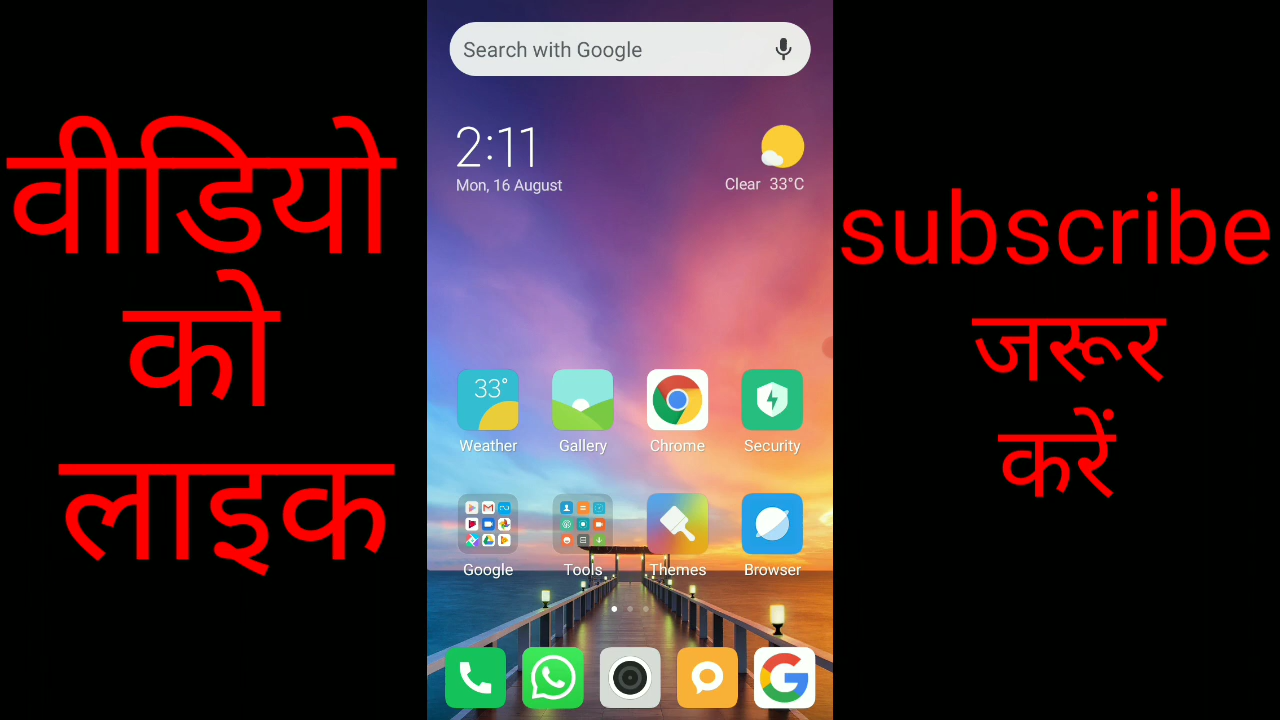 वीडियो
को
लाइक
Search with Google
2:11
Mon, 16 August
Clear 33°C
33°
Weather
Gallery
Chrome
Security
Google
Tools
Themes
Browser
subscribe
जरूर
करें